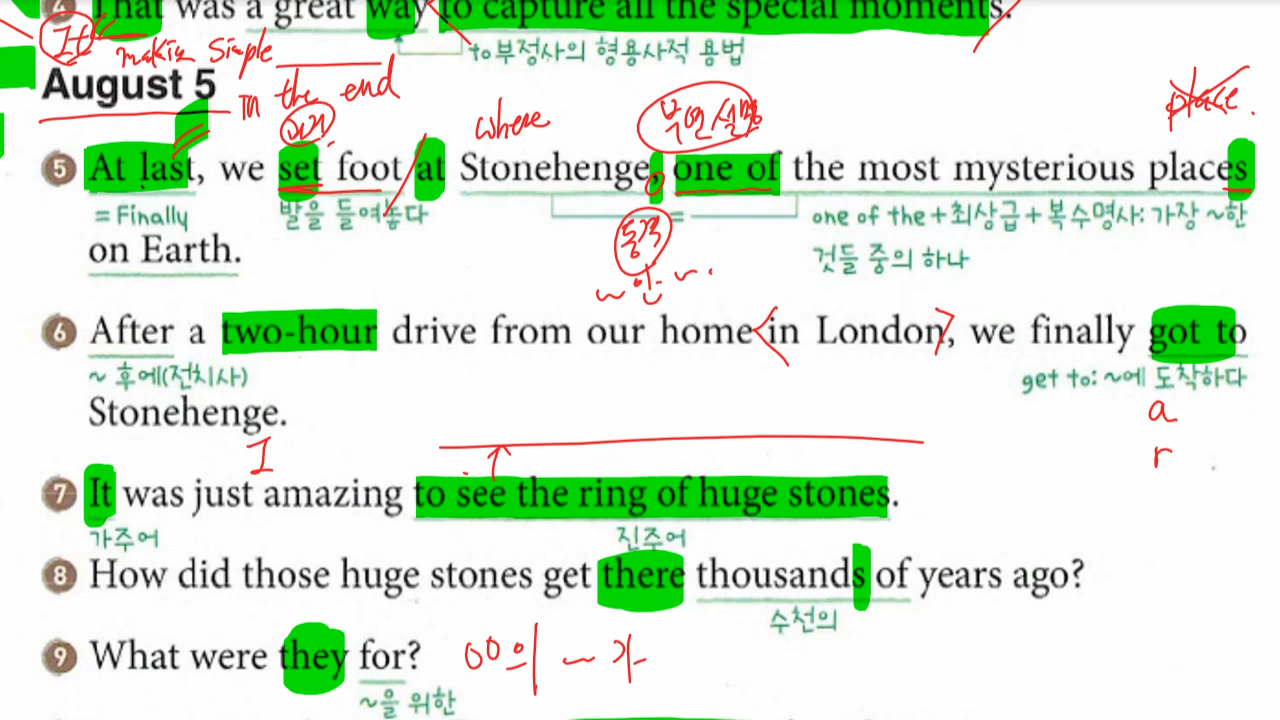 That was a great way to capture all the special moments.
It
making simple
to부정사의 형용사적 용법
August 5
In the end
과거
where
부연설명
place.
5 At last, we set foot at Stonehenge, one of the most mysterious places
= Finally 발을 들여놓다 = one of the+최상급+복수명사: 가장 ~한
on Earth.
동격
것들 중의 하나
~인~.
6 After a two-hour drive from our home in London, we finally got to
~ 후에(전치사) get to: ~에 도착하다
Stonehenge.
a
I
r
7 It was just amazing to see the ring of huge stones.
가주어 진주어
8 How did those huge stones get there thousands of years ago?
수천의
9 What were they for?
~을 위한